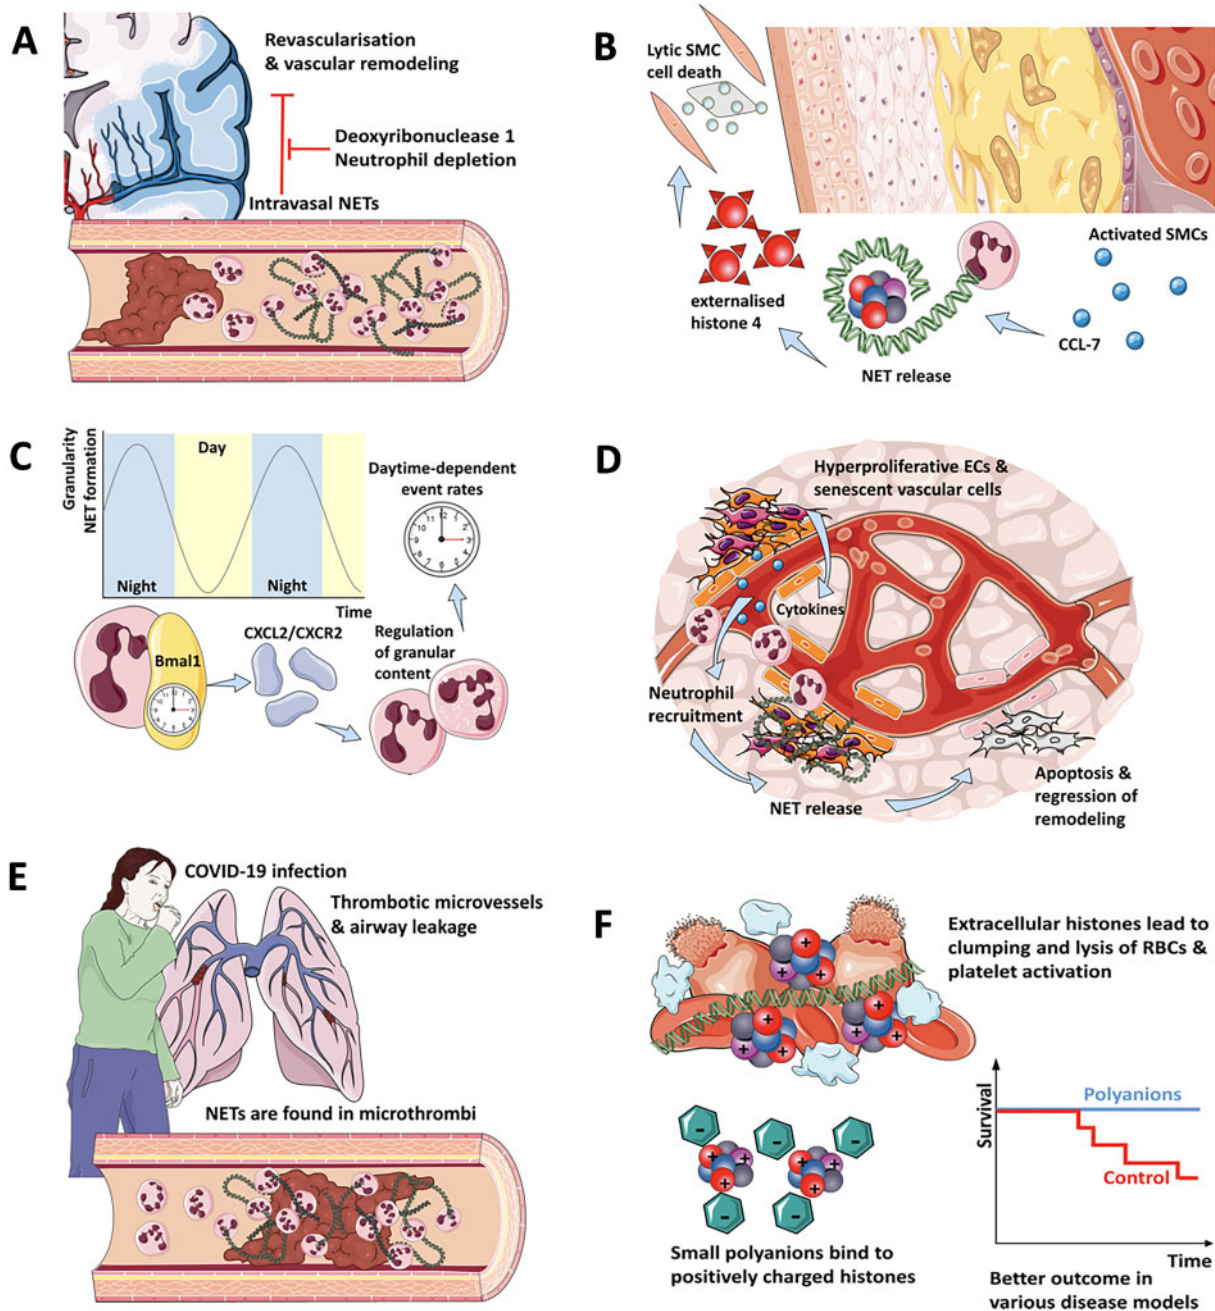 A
Revascularisation
& vascular remodeling
Deoxyribonuclease 1
Neutrophil depletion
Intravasal NETs
B
Lytic SMC
cell death
externalised
histone 4
NET release
Activated SMCs
CCL-7
C
Granularity
NET formation
Day
Night
Night
Time
Daytime-dependent
event rates
Bmal1
CXCL2/CXCR2
Regulation
of granular
content
D
Hyperproliferative ECs &
senescent vascular cells
Cytokines
Neutrophil
recruitment
NET release
Apoptosis &
regression of
remodeling
E
COVID-19 infection
Thrombotic microvessels
& airway leakage
NETs are found in microthrombi
F
Extracellular histones lead to
clumping and lysis of RBCs &
platelet activation
Small polyanions bind to
positively charged histones
Survival
Polyanions
Control
Time
Better outcome in
various disease models